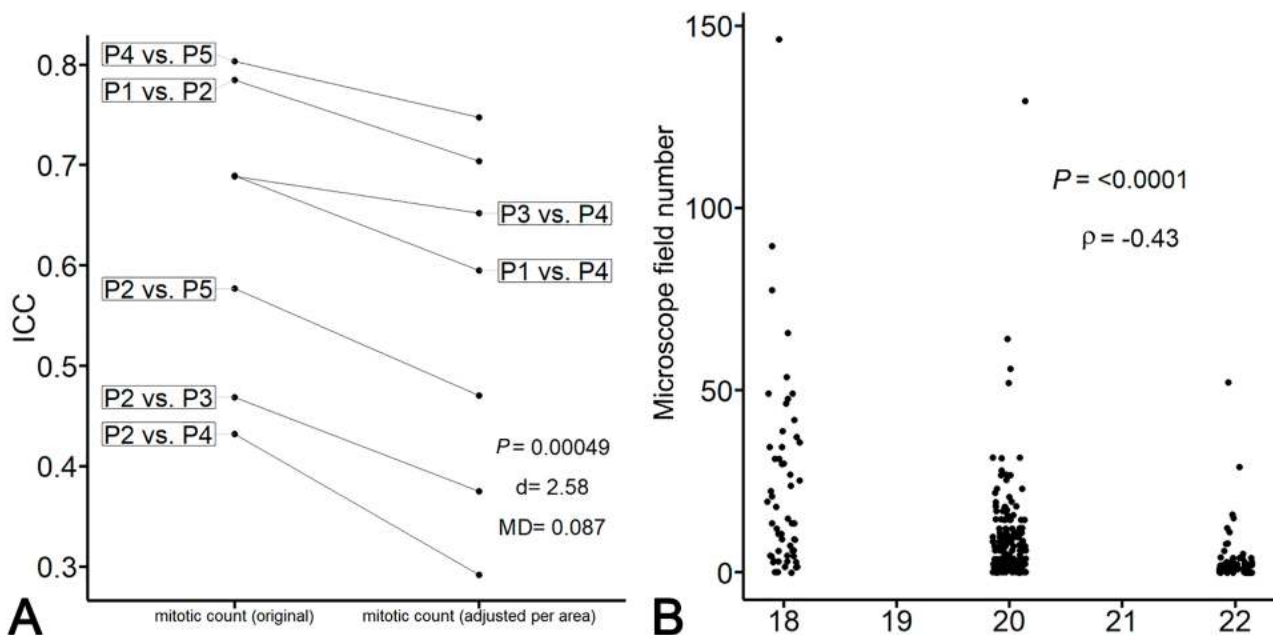 ICC
0.8
0.7
0.6
0.5
0.4
0.3
P4 vs. P5
P1 vs. P2
P3 vs. P4
P1 vs. P4
P2 vs. P5
P2 vs. P3
P2 vs. P4
P= 0.00049
d= 2.58
MD= 0.087
mitotic count (original)
mitotic count (adjusted per area)
A
Microscope field number
150
100
50
0
P = <0.0001
ρ = -0.43
18
19
20
21
22
B